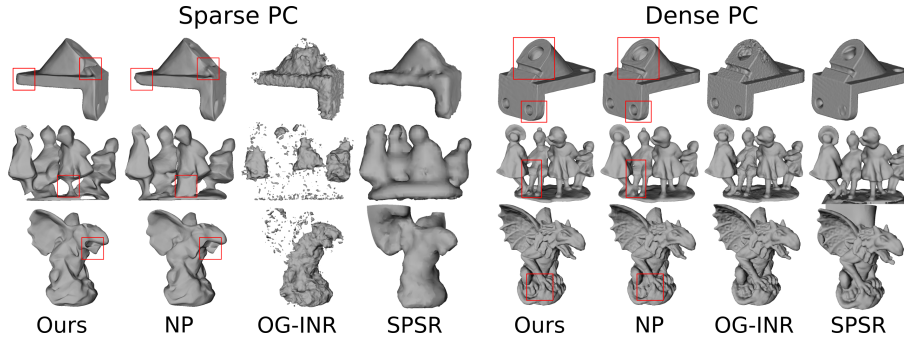 Sparse PC Dense PC
Ours NP OG-INR SPSR Ours NP OG-INR SPSR